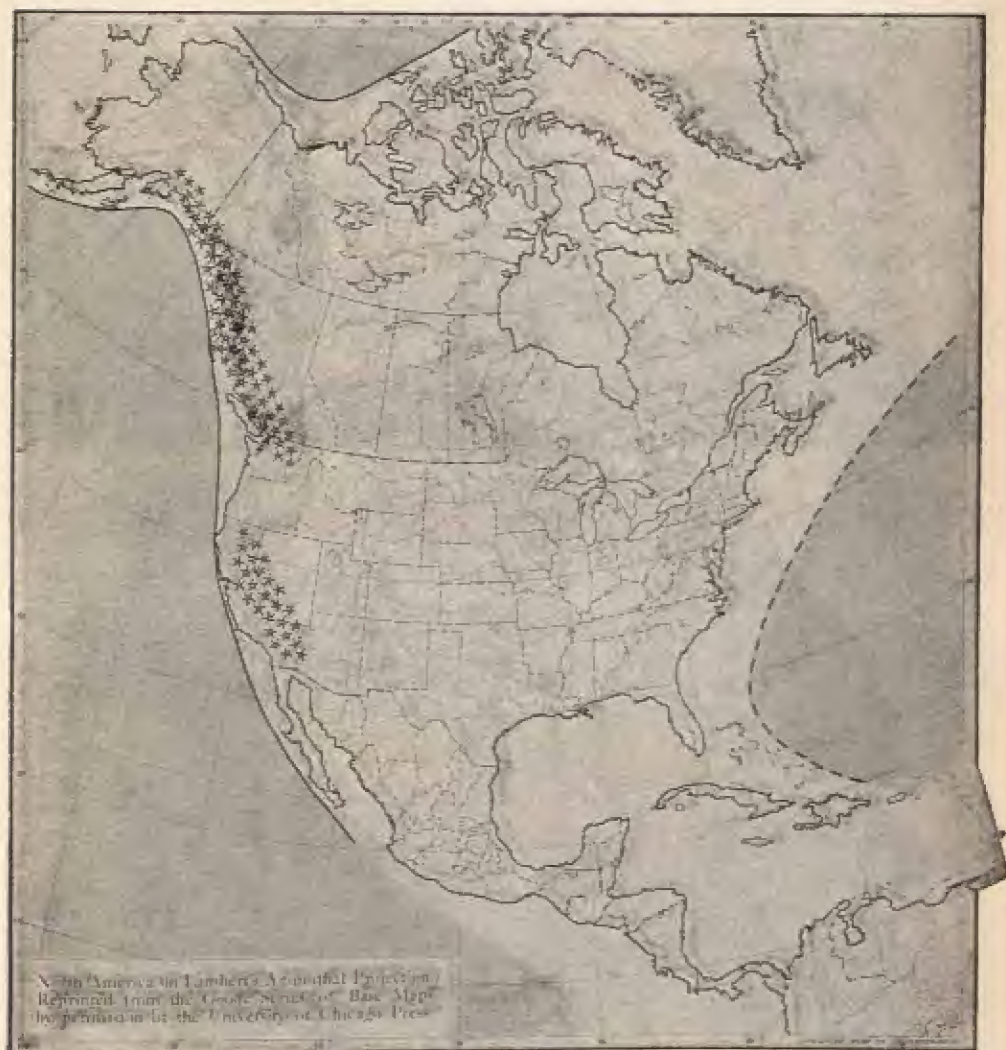 North America on Lambert's Azimuthal Projection
Reprinted from the Goode Series of Base Maps
by permission of the University of Chicago Press